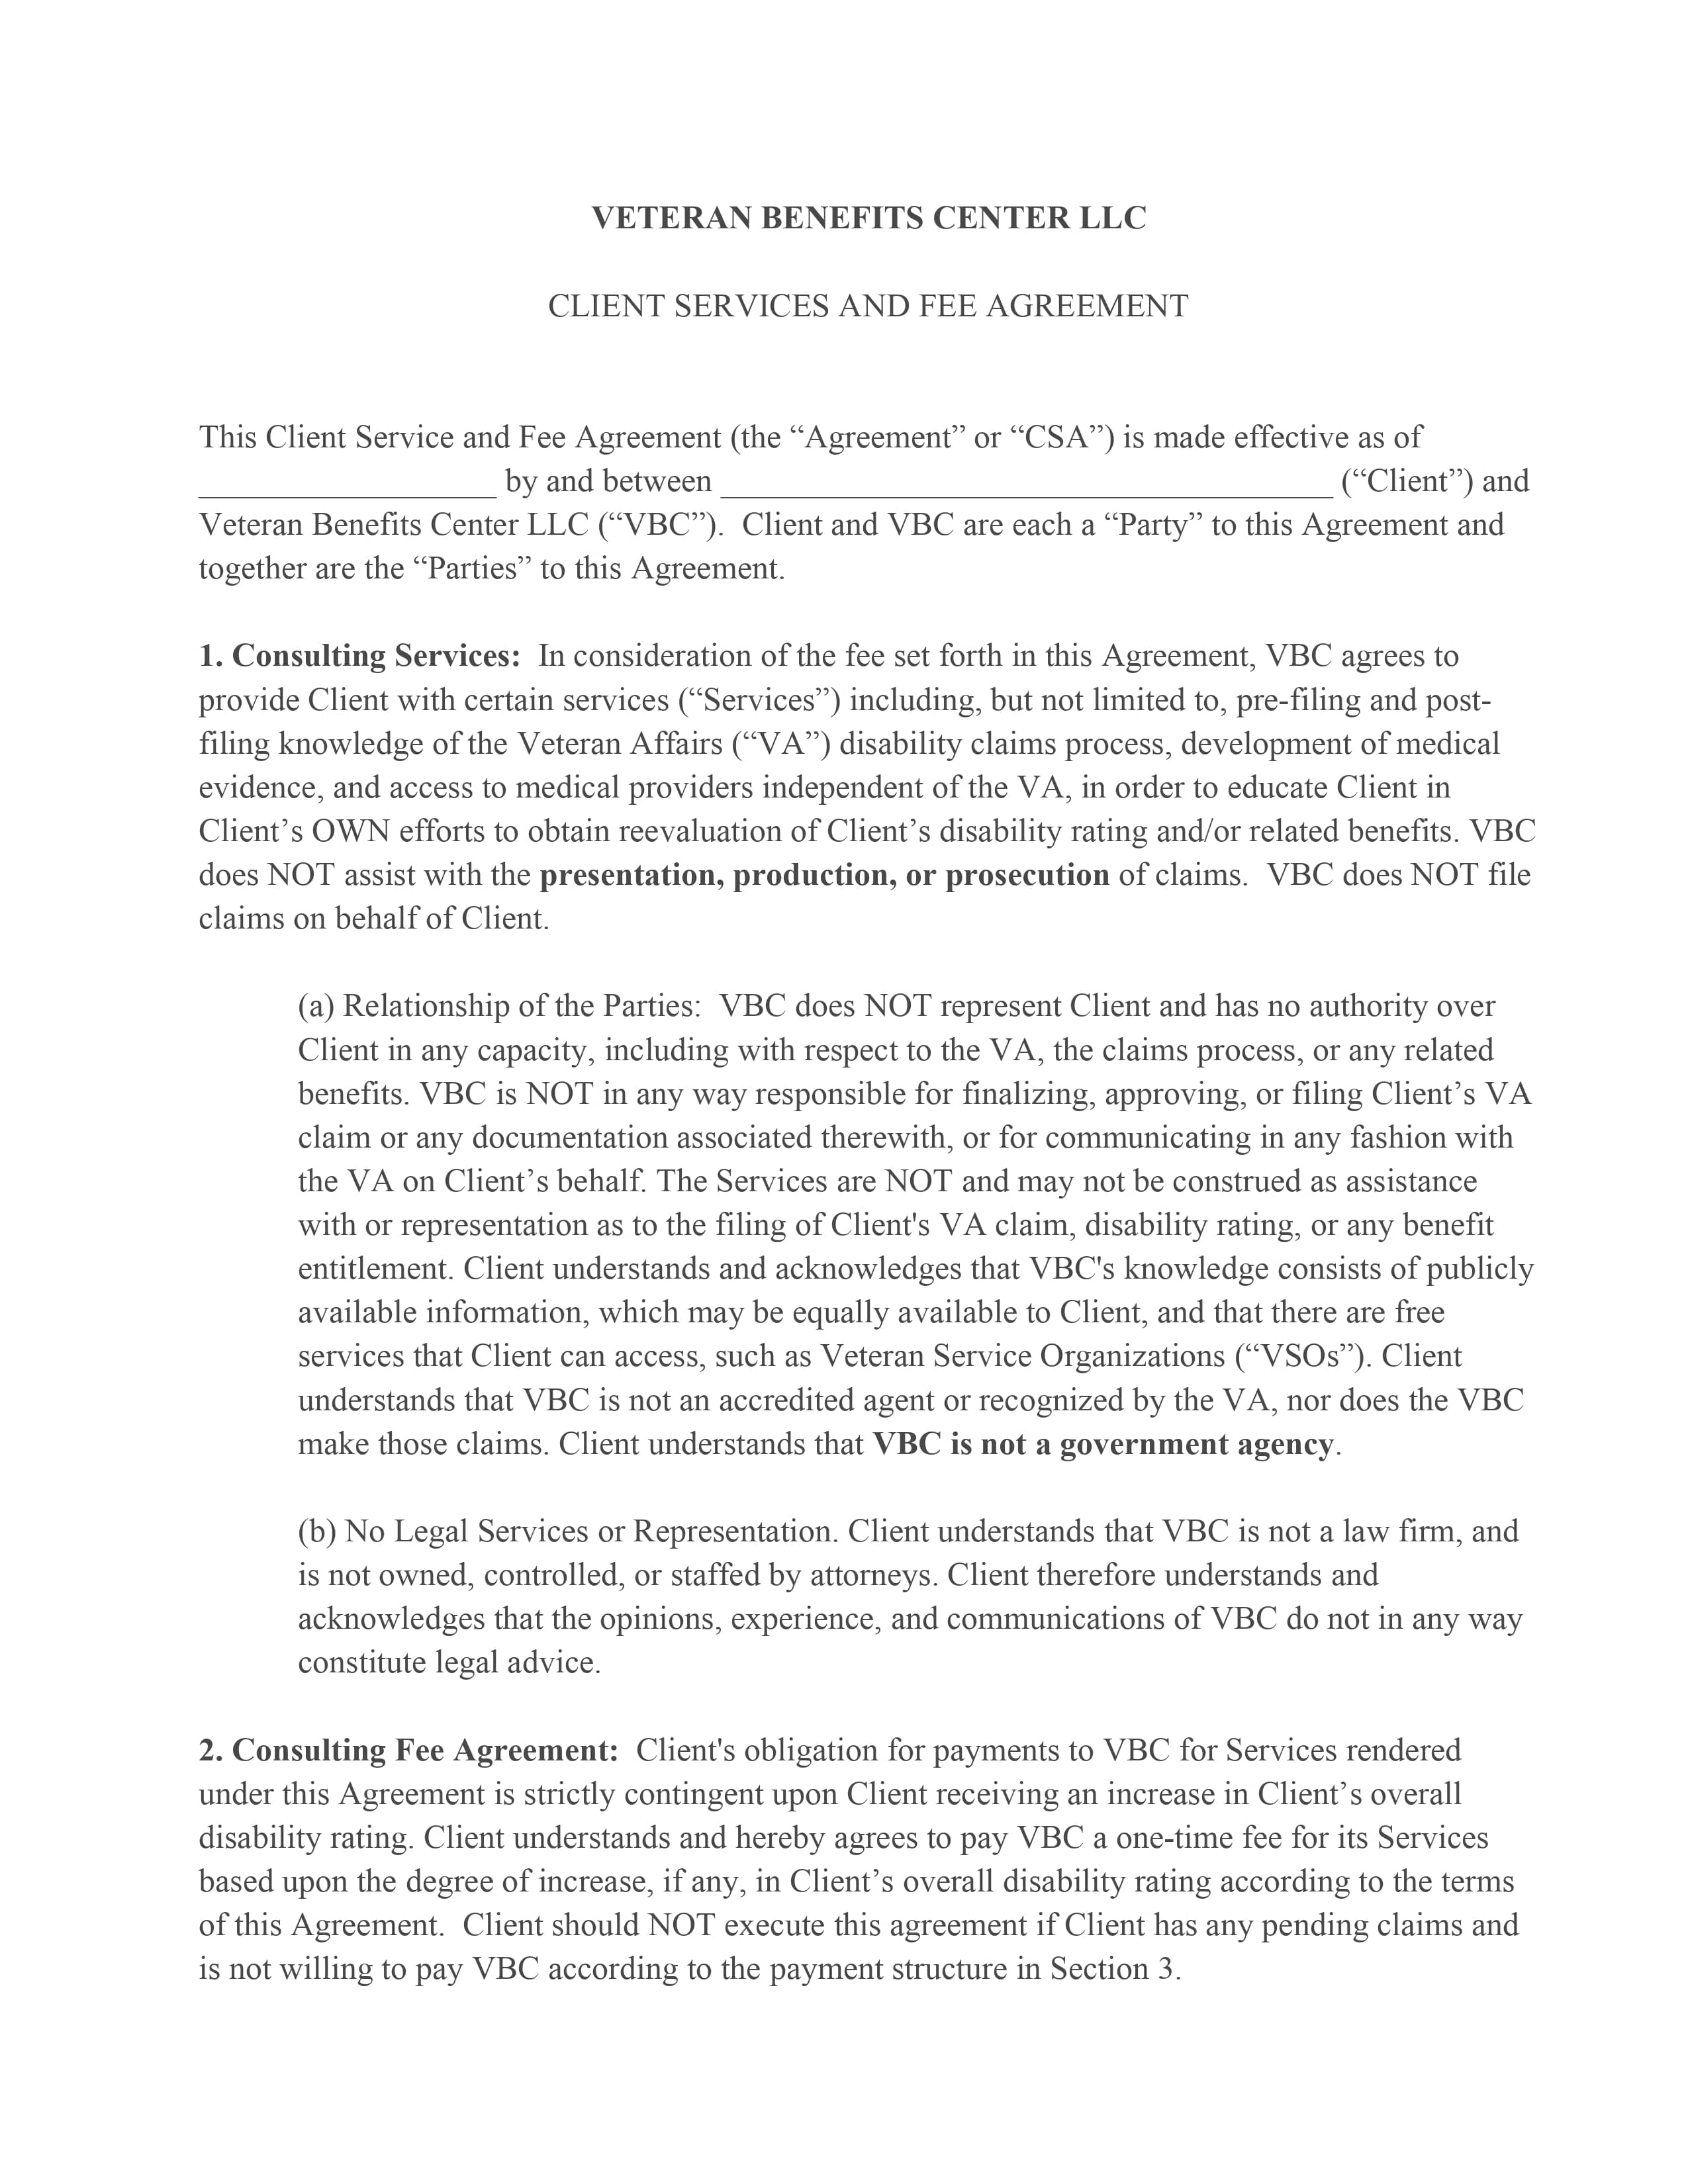 VETERAN BENEFITS CENTER LLC
CLIENT SERVICES AND FEE AGREEMENT
This Client Service and Fee Agreement (the “Agreement” or “CSA”) is made effective as of
__________________ by and between _____________________________________ (“Client”) and
Veteran Benefits Center LLC (“VBC”).  Client and VBC are each a “Party” to this Agreement and
together are the “Parties” to this Agreement.
1. Consulting Services:  In consideration of the fee set forth in this Agreement, VBC agrees to
provide Client with certain services (“Services”) including, but not limited to, pre-filing and post-
filing knowledge of the Veteran Affairs (“VA”) disability claims process, development of medical
evidence, and access to medical providers independent of the VA, in order to educate Client in
Client’s OWN efforts to obtain reevaluation of Client’s disability rating and/or related benefits. VBC
does NOT assist with the presentation, production, or prosecution of claims.  VBC does NOT file
claims on behalf of Client.
(a) Relationship of the Parties:  VBC does NOT represent Client and has no authority over
Client in any capacity, including with respect to the VA, the claims process, or any related
benefits. VBC is NOT in any way responsible for finalizing, approving, or filing Client’s VA
claim or any documentation associated therewith, or for communicating in any fashion with
the VA on Client’s behalf. The Services are NOT and may not be construed as assistance
with or representation as to the filing of Client's VA claim, disability rating, or any benefit
entitlement. Client understands and acknowledges that VBC's knowledge consists of publicly
available information, which may be equally available to Client, and that there are free
services that Client can access, such as Veteran Service Organizations (“VSOs”). Client
understands that VBC is not an accredited agent or recognized by the VA, nor does the VBC
make those claims. Client understands that VBC is not a government agency.
(b) No Legal Services or Representation. Client understands that VBC is not a law firm, and
is not owned, controlled, or staffed by attorneys. Client therefore understands and
acknowledges that the opinions, experience, and communications of VBC do not in any way
constitute legal advice.
2. Consulting Fee Agreement:  Client's obligation for payments to VBC for Services rendered
under this Agreement is strictly contingent upon Client receiving an increase in Client’s overall
disability rating. Client understands and hereby agrees to pay VBC a one-time fee for its Services
based upon the degree of increase, if any, in Client’s overall disability rating according to the terms
of this Agreement.  Client should NOT execute this agreement if Client has any pending claims and
is not willing to pay VBC according to the payment structure in Section 3.